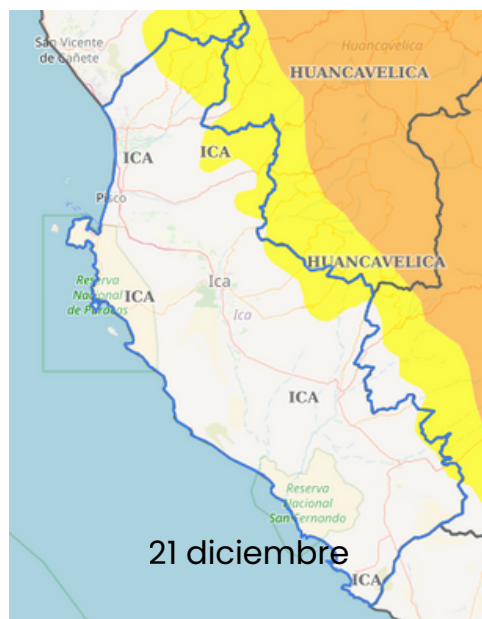 San Vicente
de Cañete
Huancavelica
HUANCAVELICA
ICA
ICA
Pisco
HUANCAVELICA
Reserva
Nacional
de Paracas
ICA
Ica
Ica
ICA
Reserva
Nacional
San Fernando
21 diciembre
ICA